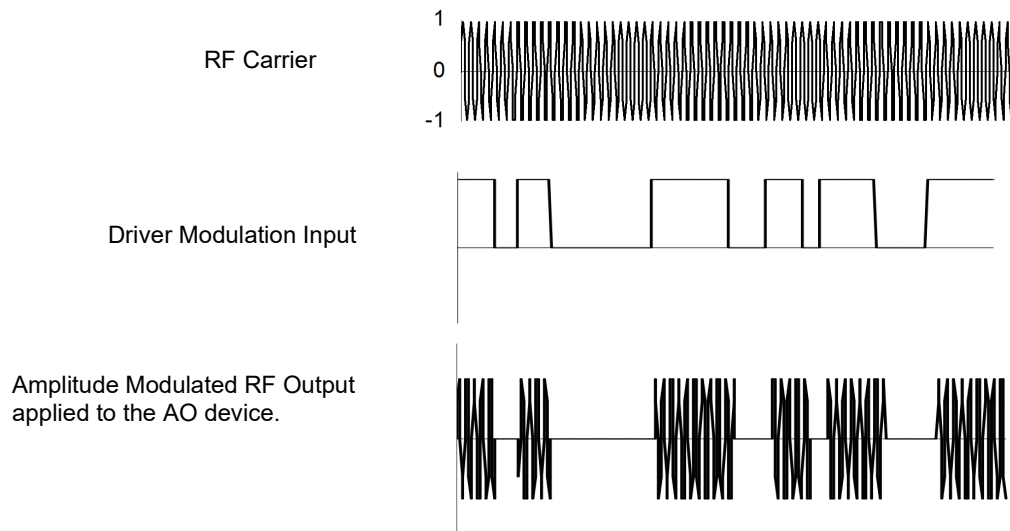 1
RF Carrier
0
-1
Driver Modulation Input
Amplitude Modulated RF Output
applied to the AO device.